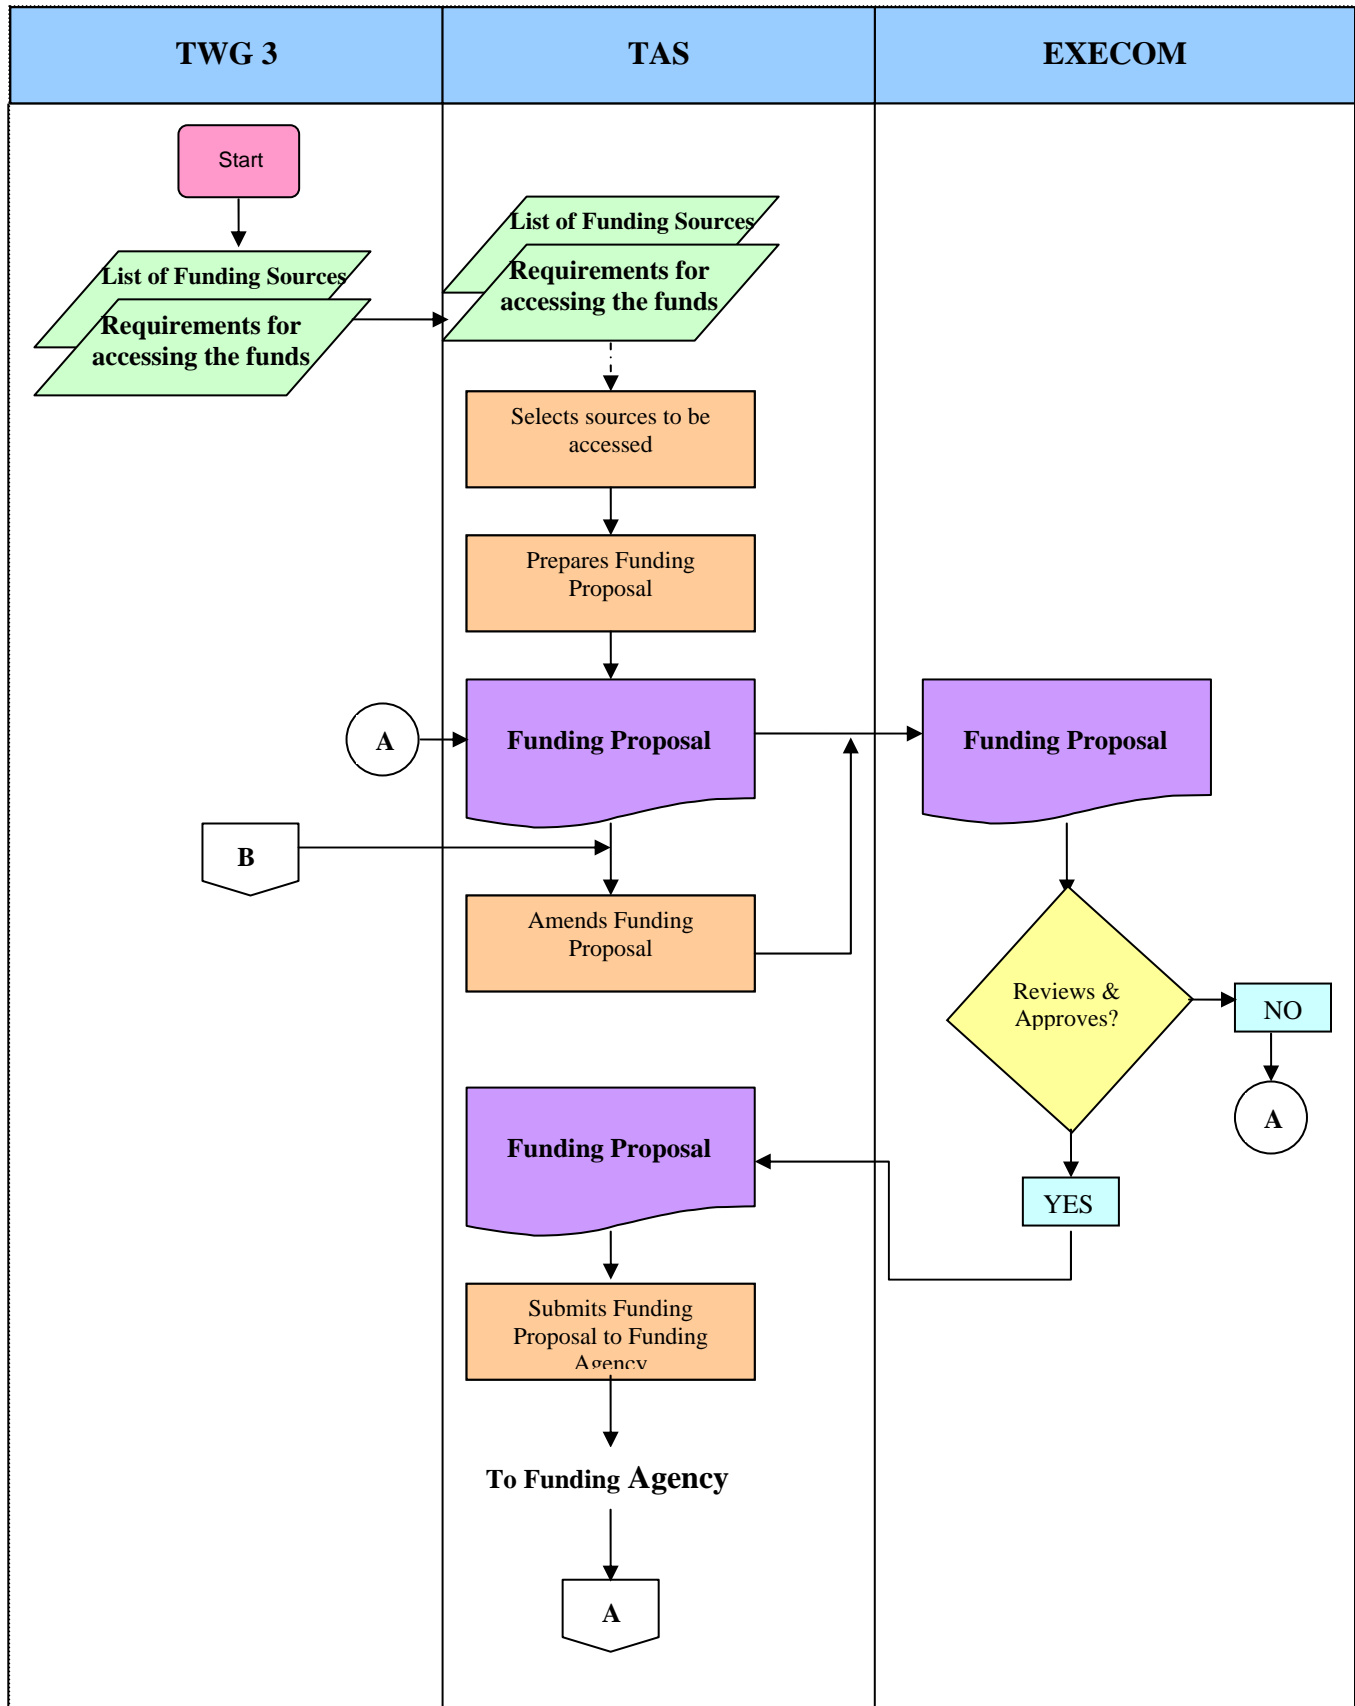 TWG 3
TAS
EXECOM
Start
List of Funding Sources
Requirements for
accessing the funds
List of Funding Sources
Requirements for
accessing the funds
Selects sources to be
accessed
Prepares Funding
Proposal
A
Funding Proposal
Funding Proposal
B
Amends Funding
Proposal
Reviews &
Approves?
NO
A
Funding Proposal
YES
Submits Funding
Proposal to Funding
Agency
To Funding Agency
A